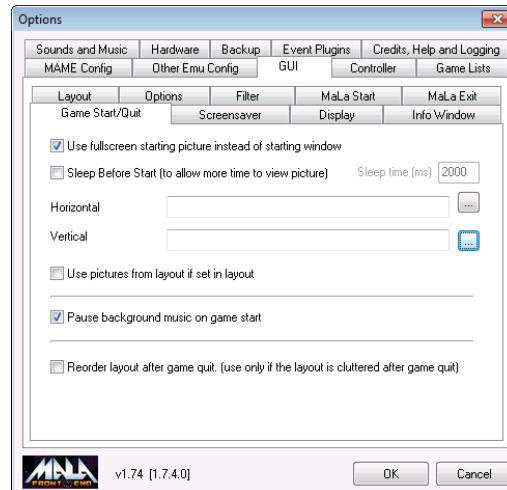 Options
Sounds and Music Hardware Backup Event Plugins Credits, Help and Logging
MAME Config Other Emu Config GUI Controller Game Lists
Layout Options Filter MaLa Start MaLa Exit
Game Start/Quit Screensaver Display Info Window
Use fullscreen starting picture instead of starting window
Sleep Before Start (to allow more time to view picture) Sleep time (ms) 2000
Horizontal ...
Vertical ...
Use pictures from layout if set in layout
Pause background music on game start
Reorder layout after game quit. (use only if the layout is cluttered after game quit)
MALA v1.74 [1.7.4.0] OK Cancel
FRONT END